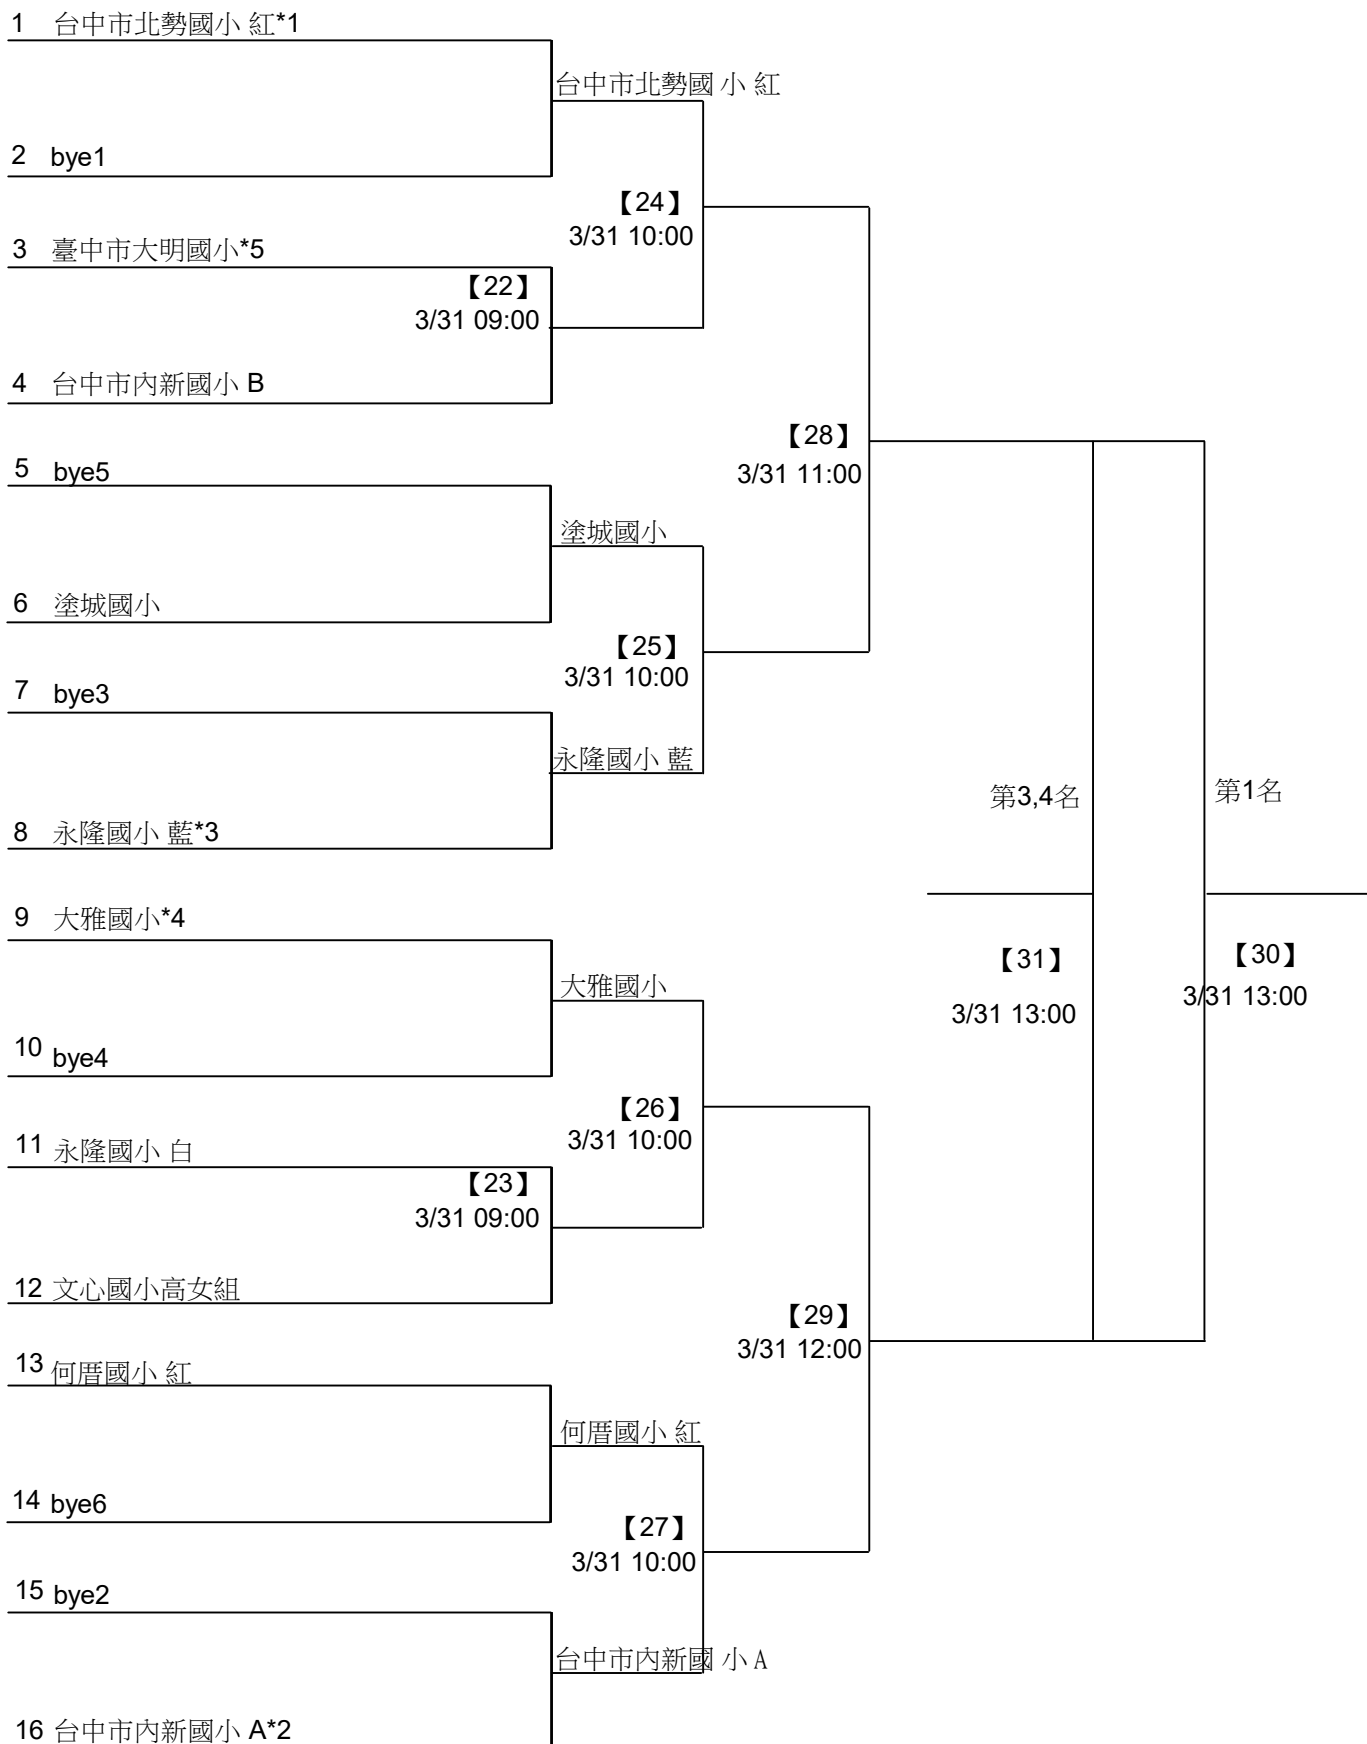 1 台中市北勢國小 紅*1
台中市北勢國 小 紅
2 bye1
【24】
3/31 10:00
3 臺中市大明國小*5
【22】
3/31 09:00
4 台中市內新國小 B
【28】
3/31 11:00
5 bye5
塗城國小
6 塗城國小
【25】
3/31 10:00
7 bye3
永隆國小 藍
第3,4名
第1名
8 永隆國小 藍*3
9 大雅國小*4
【31】
3/31 13:00
【30】
3/31 13:00
大雅國小
10 bye4
【26】
3/31 10:00
11 永隆國小 白
【23】
3/31 09:00
12 文心國小高女組
【29】
3/31 12:00
13 何厝國小 紅
何厝國小 紅
14 bye6
【27】
3/31 10:00
15 bye2
台中市內新國 小 A
16 台中市內新國小 A*2